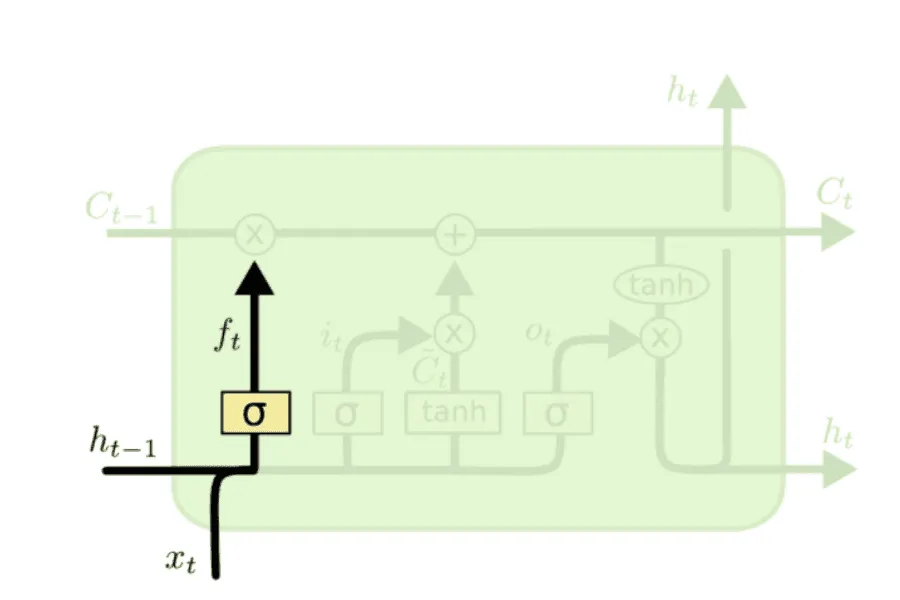 h_t
C_{t-1} C_t
x +
tanh
f_t i_t x o_t x
C̃_t
σ σ tanh σ
h_{t-1} h_t
x_t